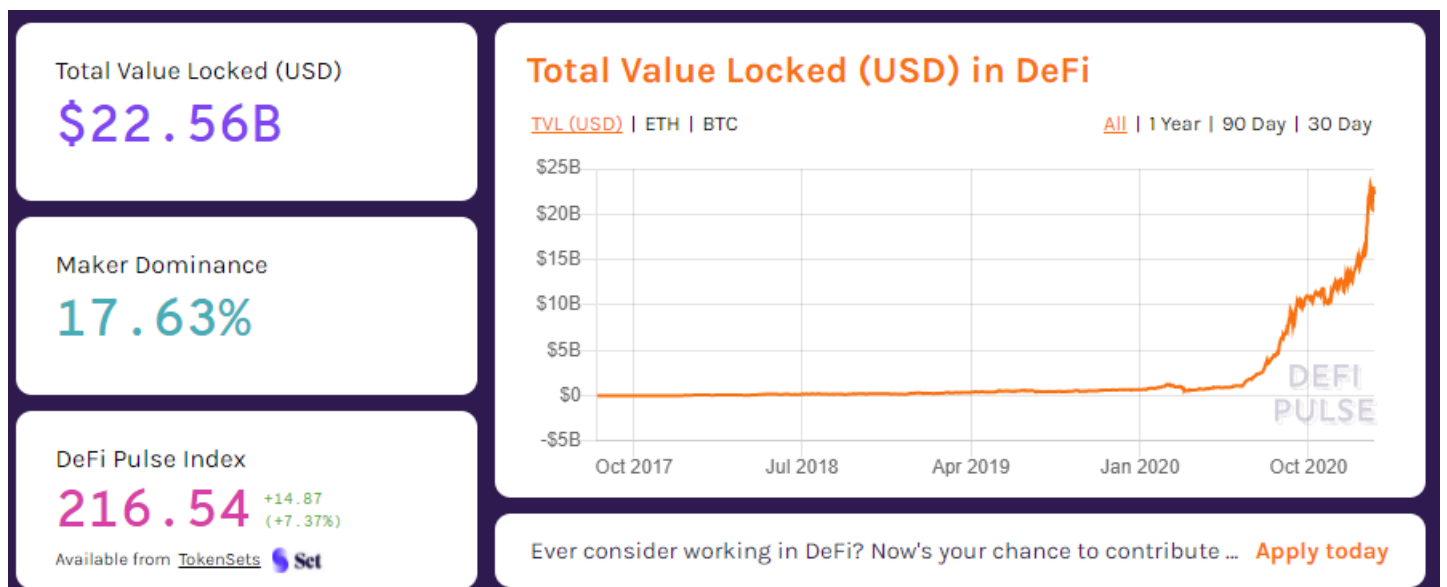 Total Value Locked (USD)
$22.56B
Maker Dominance
17.63%
DeFi Pulse Index
216.54 +14.87
(+7.37%)
Available from TokenSets Set
Total Value Locked (USD) in DeFi
TVL (USD) | ETH | BTC
All | 1 Year | 90 Day | 30 Day
$25B
$20B
$15B
$10B
$5B
$0
-$5B
Oct 2017 Jul 2018 Apr 2019 Jan 2020 Oct 2020
DEFI
PULSE
Ever consider working in DeFi? Now's your chance to contribute ... Apply today